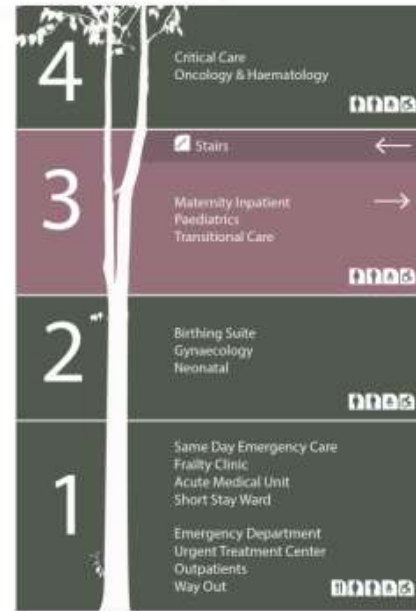 4
Critical Care
Oncology & Haematology
3
Stairs
Maternity Inpatient
Paediatrics
Transitional Care
2
Birthing Suite
Gynaecology
Neonatal
1
Same Day Emergency Care
Frailty Clinic
Acute Medical Unit
Short Stay Ward
Emergency Department
Urgent Treatment Center
Outpatients
Way Out